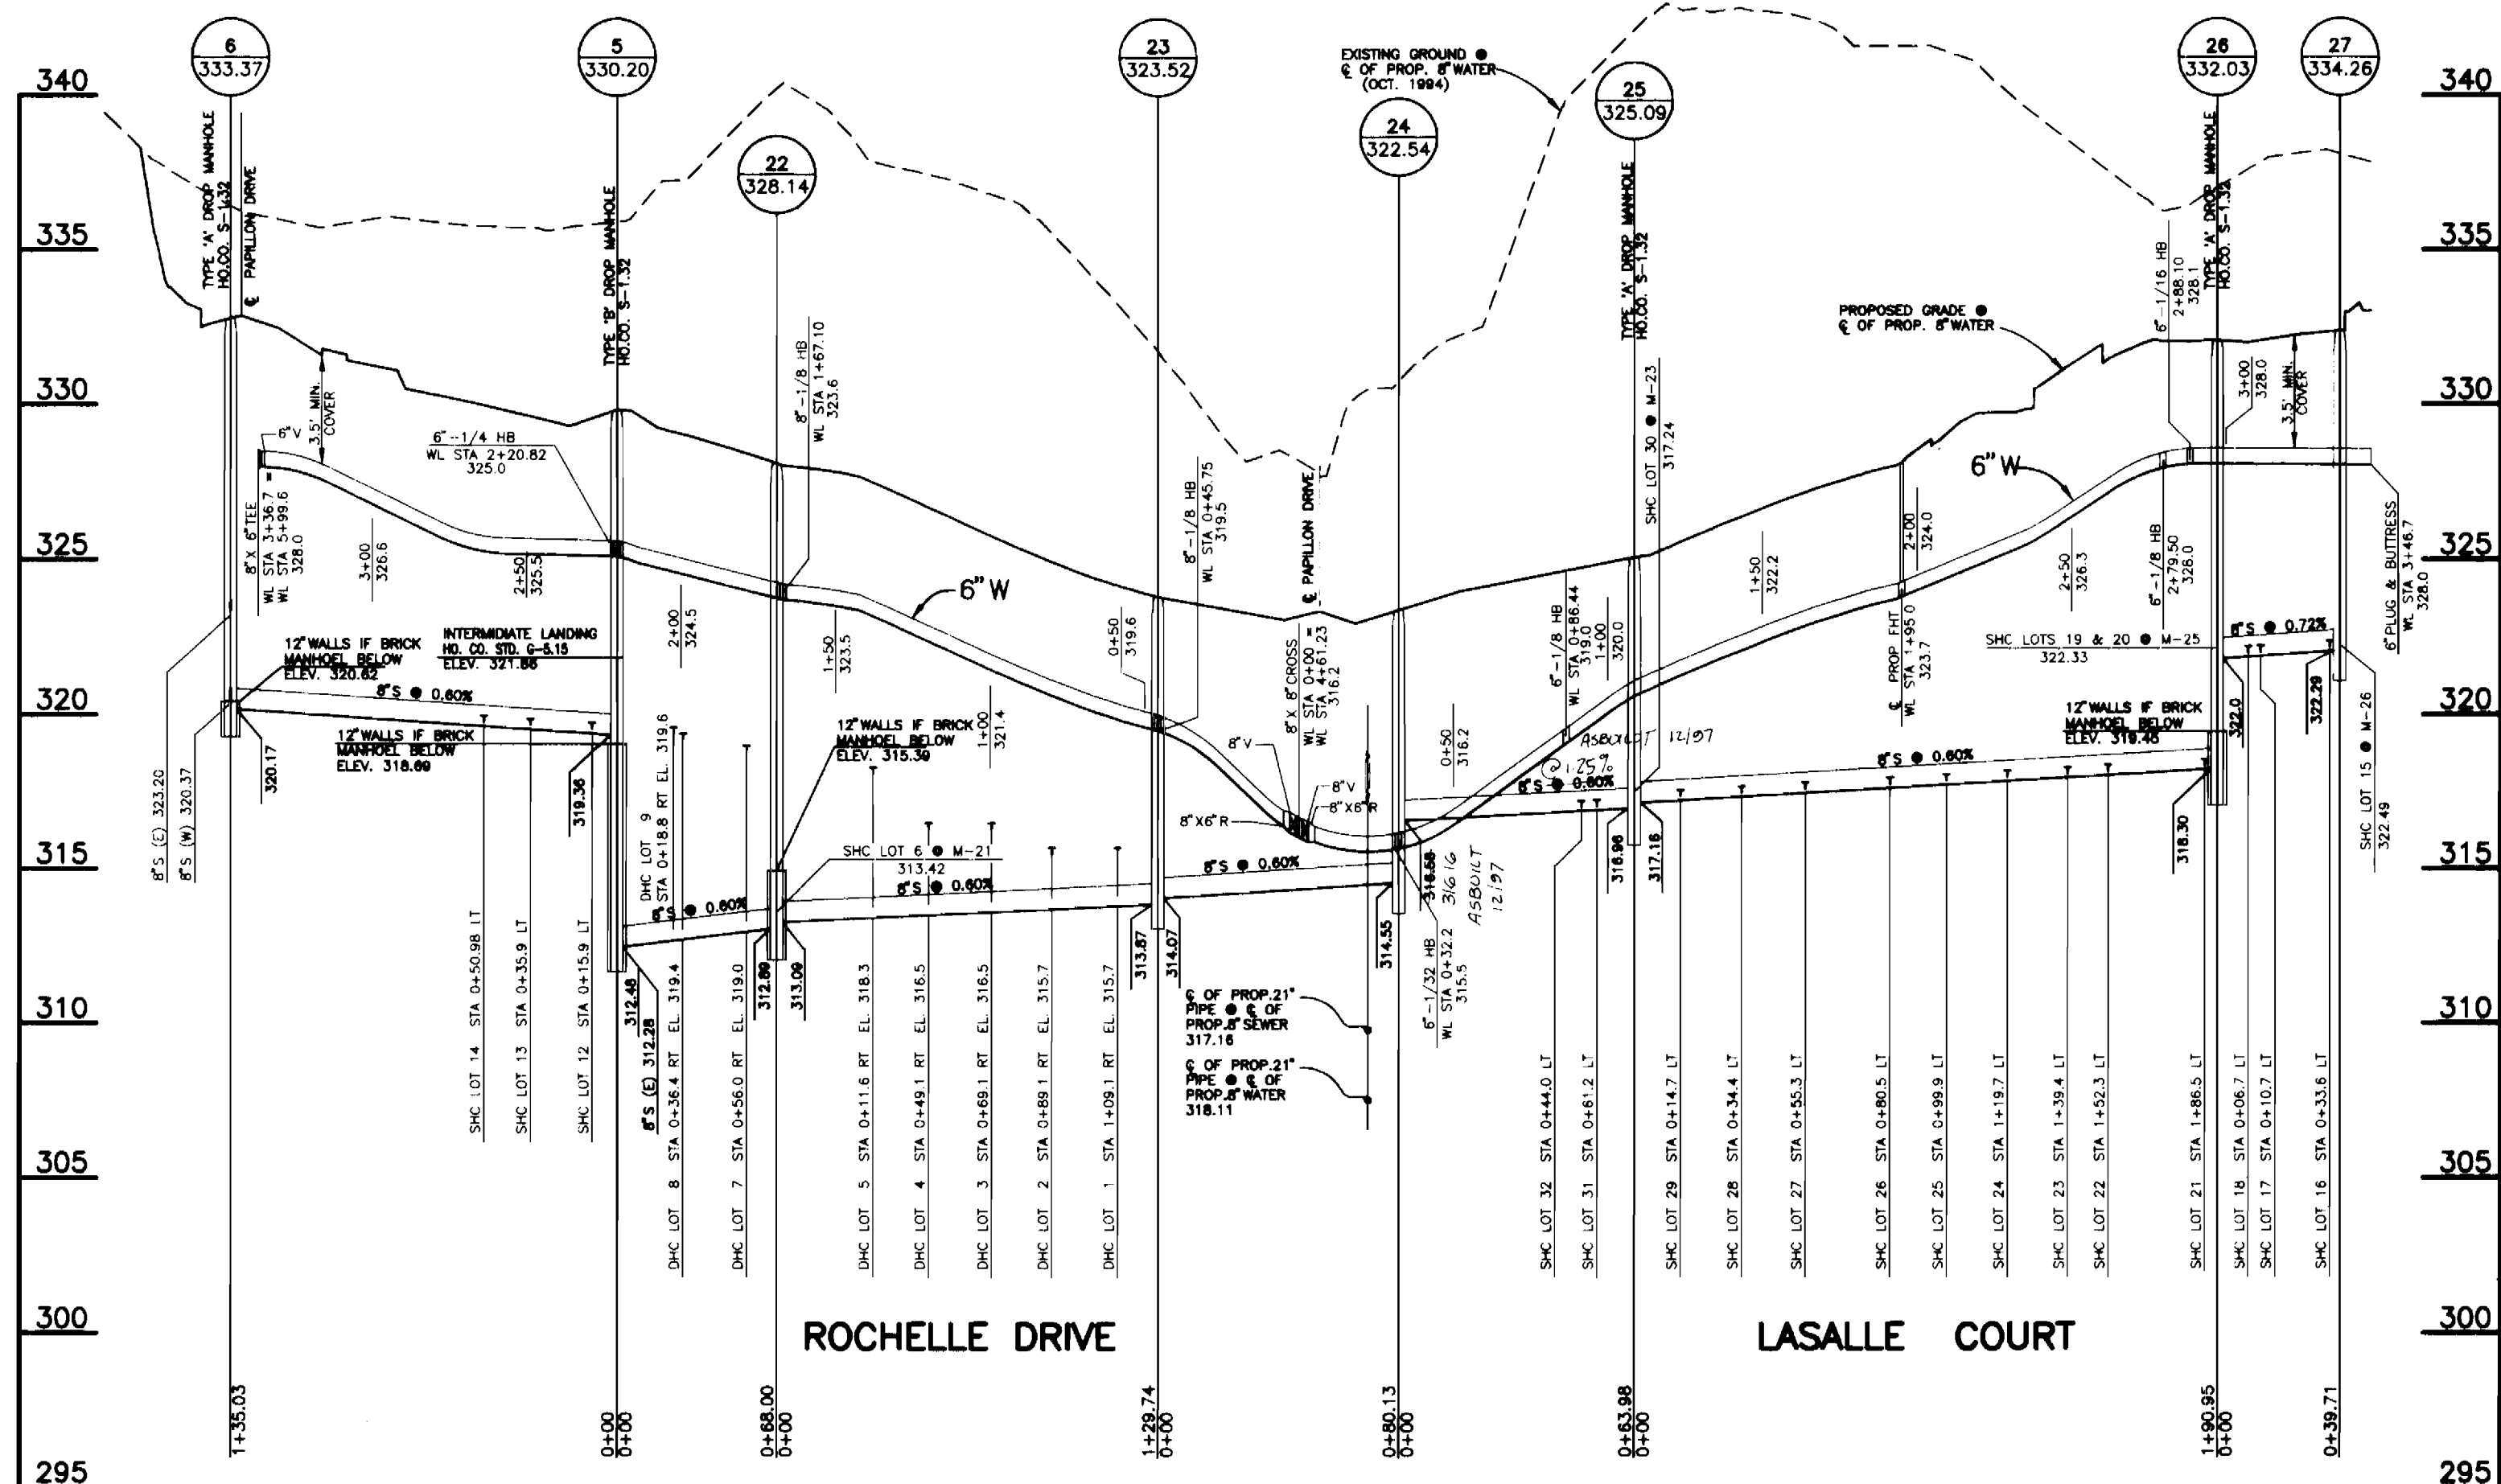 6
333.37
5
330.20
22
328.14
23
323.52
24
322.54
25
325.09
26
332.03
27
334.26
EXISTING GROUND @
℄ OF PROP. 8" WATER
(OCT. 1994)
PROPOSED GRADE @
℄ OF PROP. 8" WATER
340
335
330
325
320
315
310
305
300
295
340
335
330
325
320
315
310
305
300
295
TYPE 'A' DROP MANHOLE
HO.CO. S-1.32
℄ PAPILLON DRIVE
TYPE 'B' DROP MANHOLE
HO.CO. S-1.32
8"-1/8 HB
WL STA 1+67.10
323.6
6"V
3.5' MIN.
COVER
6"-1/4 HB
WL STA 2+20.82
325.0
8" X 6" TEE
WL STA 3+36.7 =
WL STA 5+99.6
328.0
3+00
326.6
2+50
325.5
2+00
324.5
1+50
323.5
1+00
321.4
0+50
319.6
6"W
12" WALLS IF BRICK
MANHOEL BELOW
ELEV. 320.62
INTERMIDIATE LANDING
HO. CO. STD. G-5.15
ELEV. 321.86
8"S @ 0.60%
12" WALLS IF BRICK
MANHOEL BELOW
ELEV. 318.69
8"S (E) 323.20
8"S (W) 320.37
320.17
319.36
312.48
8"S (E) 312.28
DHC LOT 9
STA 0+18.8 RT EL. 319.6
8"S @ 0.60%
12" WALLS IF BRICK
MANHOEL BELOW
ELEV. 315.39
SHC LOT 6 @ M-21
313.42
8"S @ 0.60%
312.89
313.09
313.87
314.07
8"-1/8 HB
WL STA 0+45.75
319.5
℄ PAPILLON DRIVE
8" X 8" CROSS
WL STA 0+00 =
WL STA 4+61.23
316.2
8"V
8"X6"R
8"V
8"X6"R
8"S @ 0.60%
314.55
316.58
316 16
ASBUILT
12/97
6"-1/32 HB
WL STA 0+32.2
315.5
0+50
316.2
6"-1/8 HB
WL STA 0+86.44
319.0
1+00
320.0
ASBUILT 12/97
@ 1.25%
8"S @ 0.60%
316.96
317.16
TYPE 'A' DROP MANHOLE
HO.CO. S-1.32
SHC LOT 30 @ M-23
317.24
1+50
322.2
2+00
324.0
℄ PROP FHT
WL STA 1+95.0
323.7
6"W
2+50
326.3
6"-1/8 HB
2+79.50
328.0
6"-1/16 HB
2+88.10
328.1
TYPE 'A' DROP MANHOLE
HO.CO. S-1.32
3+00
328.0
3.5' MIN.
COVER
6" PLUG & BUTTRESS
WL STA 3+46.7
328.0
SHC LOTS 19 & 20 @ M-25
322.33
8"S @ 0.72%
12" WALLS IF BRICK
MANHOEL BELOW
ELEV. 319.46
8"S @ 0.60%
318.30
322.0
322.29
SHC LOT 15 @ M-26
322.49
℄ OF PROP.21"
PIPE @ ℄ OF
PROP.8" SEWER
317.16
℄ OF PROP.21"
PIPE @ ℄ OF
PROP.8" WATER
318.11
SHC LOT 14 STA 0+50.98 LT
SHC LOT 13 STA 0+35.9 LT
SHC LOT 12 STA 0+15.9 LT
DHC LOT 8 STA 0+36.4 RT EL. 319.4
DHC LOT 7 STA 0+56.0 RT EL. 319.0
DHC LOT 5 STA 0+11.6 RT EL. 318.3
DHC LOT 4 STA 0+49.1 RT EL. 316.5
DHC LOT 3 STA 0+69.1 RT EL. 316.5
DHC LOT 2 STA 0+89.1 RT EL. 315.7
DHC LOT 1 STA 1+09.1 RT EL. 315.7
SHC LOT 32 STA 0+44.0 LT
SHC LOT 31 STA 0+61.2 LT
SHC LOT 29 STA 0+14.7 LT
SHC LOT 28 STA 0+34.4 LT
SHC LOT 27 STA 0+55.3 LT
SHC LOT 26 STA 0+80.5 LT
SHC LOT 25 STA 0+99.9 LT
SHC LOT 24 STA 1+19.7 LT
SHC LOT 23 STA 1+39.4 LT
SHC LOT 22 STA 1+52.3 LT
SHC LOT 21 STA 1+86.5 LT
SHC LOT 18 STA 0+06.7 LT
SHC LOT 17 STA 0+10.7 LT
SHC LOT 16 STA 0+33.6 LT
ROCHELLE DRIVE
LASALLE COURT
1+35.03
0+00
0+00
0+68.00
0+00
1+29.74
0+00
0+80.13
0+00
0+63.98
0+00
1+90.95
0+00
0+39.71